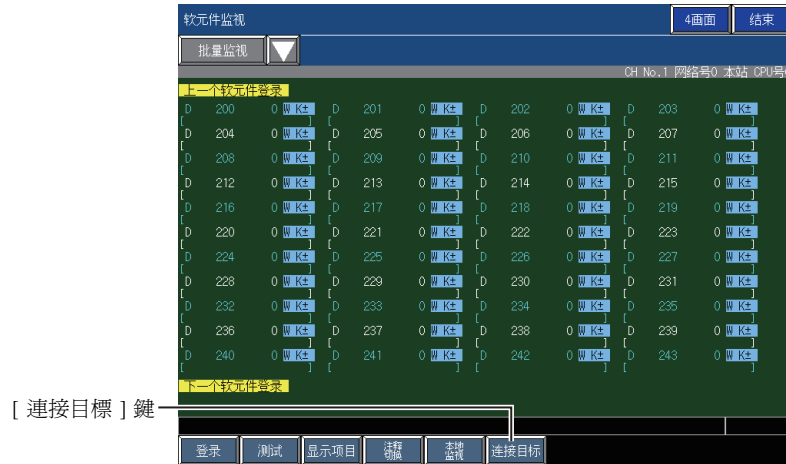 软元件监视 4画面 结束
批量监视
CH No.1 网络号0 本站 CPU号
上一个软元件登录
D 200 0 W K± D 201 0 W K± D 202 0 W K± D 203 0 W K±
[ ] [ ] [ ] [ ]
D 204 0 W K± D 205 0 W K± D 206 0 W K± D 207 0 W K±
[ ] [ ] [ ] [ ]
D 208 0 W K± D 209 0 W K± D 210 0 W K± D 211 0 W K±
[ ] [ ] [ ] [ ]
D 212 0 W K± D 213 0 W K± D 214 0 W K± D 215 0 W K±
[ ] [ ] [ ] [ ]
D 216 0 W K± D 217 0 W K± D 218 0 W K± D 219 0 W K±
[ ] [ ] [ ] [ ]
D 220 0 W K± D 221 0 W K± D 222 0 W K± D 223 0 W K±
[ ] [ ] [ ] [ ]
D 224 0 W K± D 225 0 W K± D 226 0 W K± D 227 0 W K±
[ ] [ ] [ ] [ ]
D 228 0 W K± D 229 0 W K± D 230 0 W K± D 231 0 W K±
[ ] [ ] [ ] [ ]
D 232 0 W K± D 233 0 W K± D 234 0 W K± D 235 0 W K±
[ ] [ ] [ ] [ ]
D 236 0 W K± D 237 0 W K± D 238 0 W K± D 239 0 W K±
[ ] [ ] [ ] [ ]
D 240 0 W K± D 241 0 W K± D 242 0 W K± D 243 0 W K±
[ ] [ ] [ ] [ ]
下一个软元件登录
[ 連接目標 ] 鍵
登录 测试 显示项目 注释切换 本地监视 连接目标